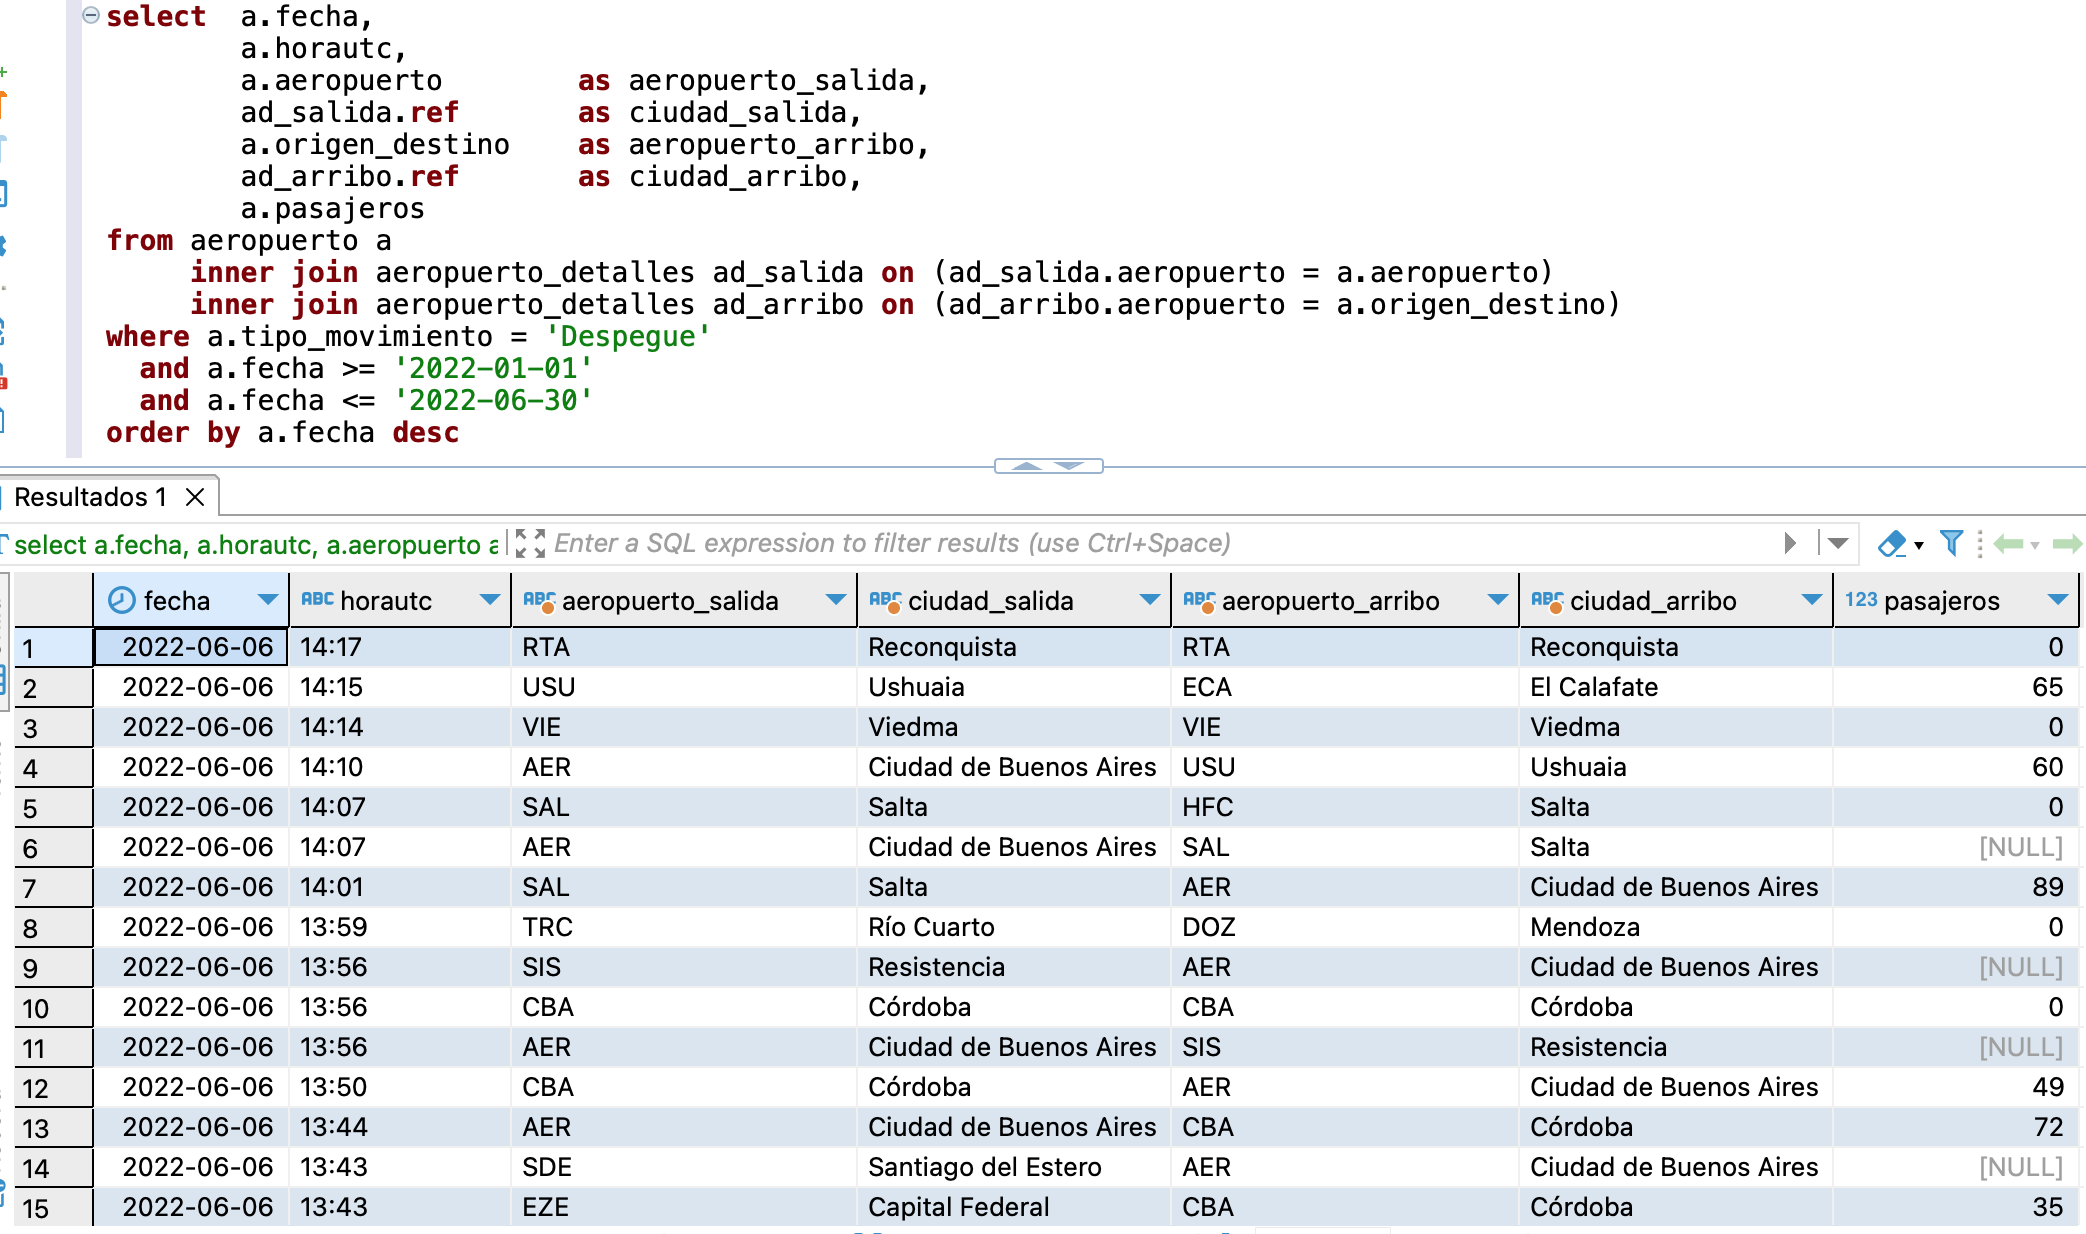 select  a.fecha,
        a.horautc,
        a.aeropuerto        as aeropuerto_salida,
        ad_salida.ref       as ciudad_salida,
        a.origen_destino    as aeropuerto_arribo,
        ad_arribo.ref       as ciudad_arribo,
        a.pasajeros
from aeropuerto a
     inner join aeropuerto_detalles ad_salida on (ad_salida.aeropuerto = a.aeropuerto)
     inner join aeropuerto_detalles ad_arribo on (ad_arribo.aeropuerto = a.origen_destino)
where a.tipo_movimiento = 'Despegue'
  and a.fecha >= '2022-01-01'
  and a.fecha <= '2022-06-30'
order by a.fecha desc
Resultados 1
select a.fecha, a.horautc, a.aeropuerto a Enter a SQL expression to filter results (use Ctrl+Space)
fecha ABC horautc ABC aeropuerto_salida ABC ciudad_salida ABC aeropuerto_arribo ABC ciudad_arribo 123 pasajeros
1 2022-06-06 14:17 RTA Reconquista RTA Reconquista 0
2 2022-06-06 14:15 USU Ushuaia ECA El Calafate 65
3 2022-06-06 14:14 VIE Viedma VIE Viedma 0
4 2022-06-06 14:10 AER Ciudad de Buenos Aires USU Ushuaia 60
5 2022-06-06 14:07 SAL Salta HFC Salta 0
6 2022-06-06 14:07 AER Ciudad de Buenos Aires SAL Salta [NULL]
7 2022-06-06 14:01 SAL Salta AER Ciudad de Buenos Aires 89
8 2022-06-06 13:59 TRC Río Cuarto DOZ Mendoza 0
9 2022-06-06 13:56 SIS Resistencia AER Ciudad de Buenos Aires [NULL]
10 2022-06-06 13:56 CBA Córdoba CBA Córdoba 0
11 2022-06-06 13:56 AER Ciudad de Buenos Aires SIS Resistencia [NULL]
12 2022-06-06 13:50 CBA Córdoba AER Ciudad de Buenos Aires 49
13 2022-06-06 13:44 AER Ciudad de Buenos Aires CBA Córdoba 72
14 2022-06-06 13:43 SDE Santiago del Estero AER Ciudad de Buenos Aires [NULL]
15 2022-06-06 13:43 EZE Capital Federal CBA Córdoba 35